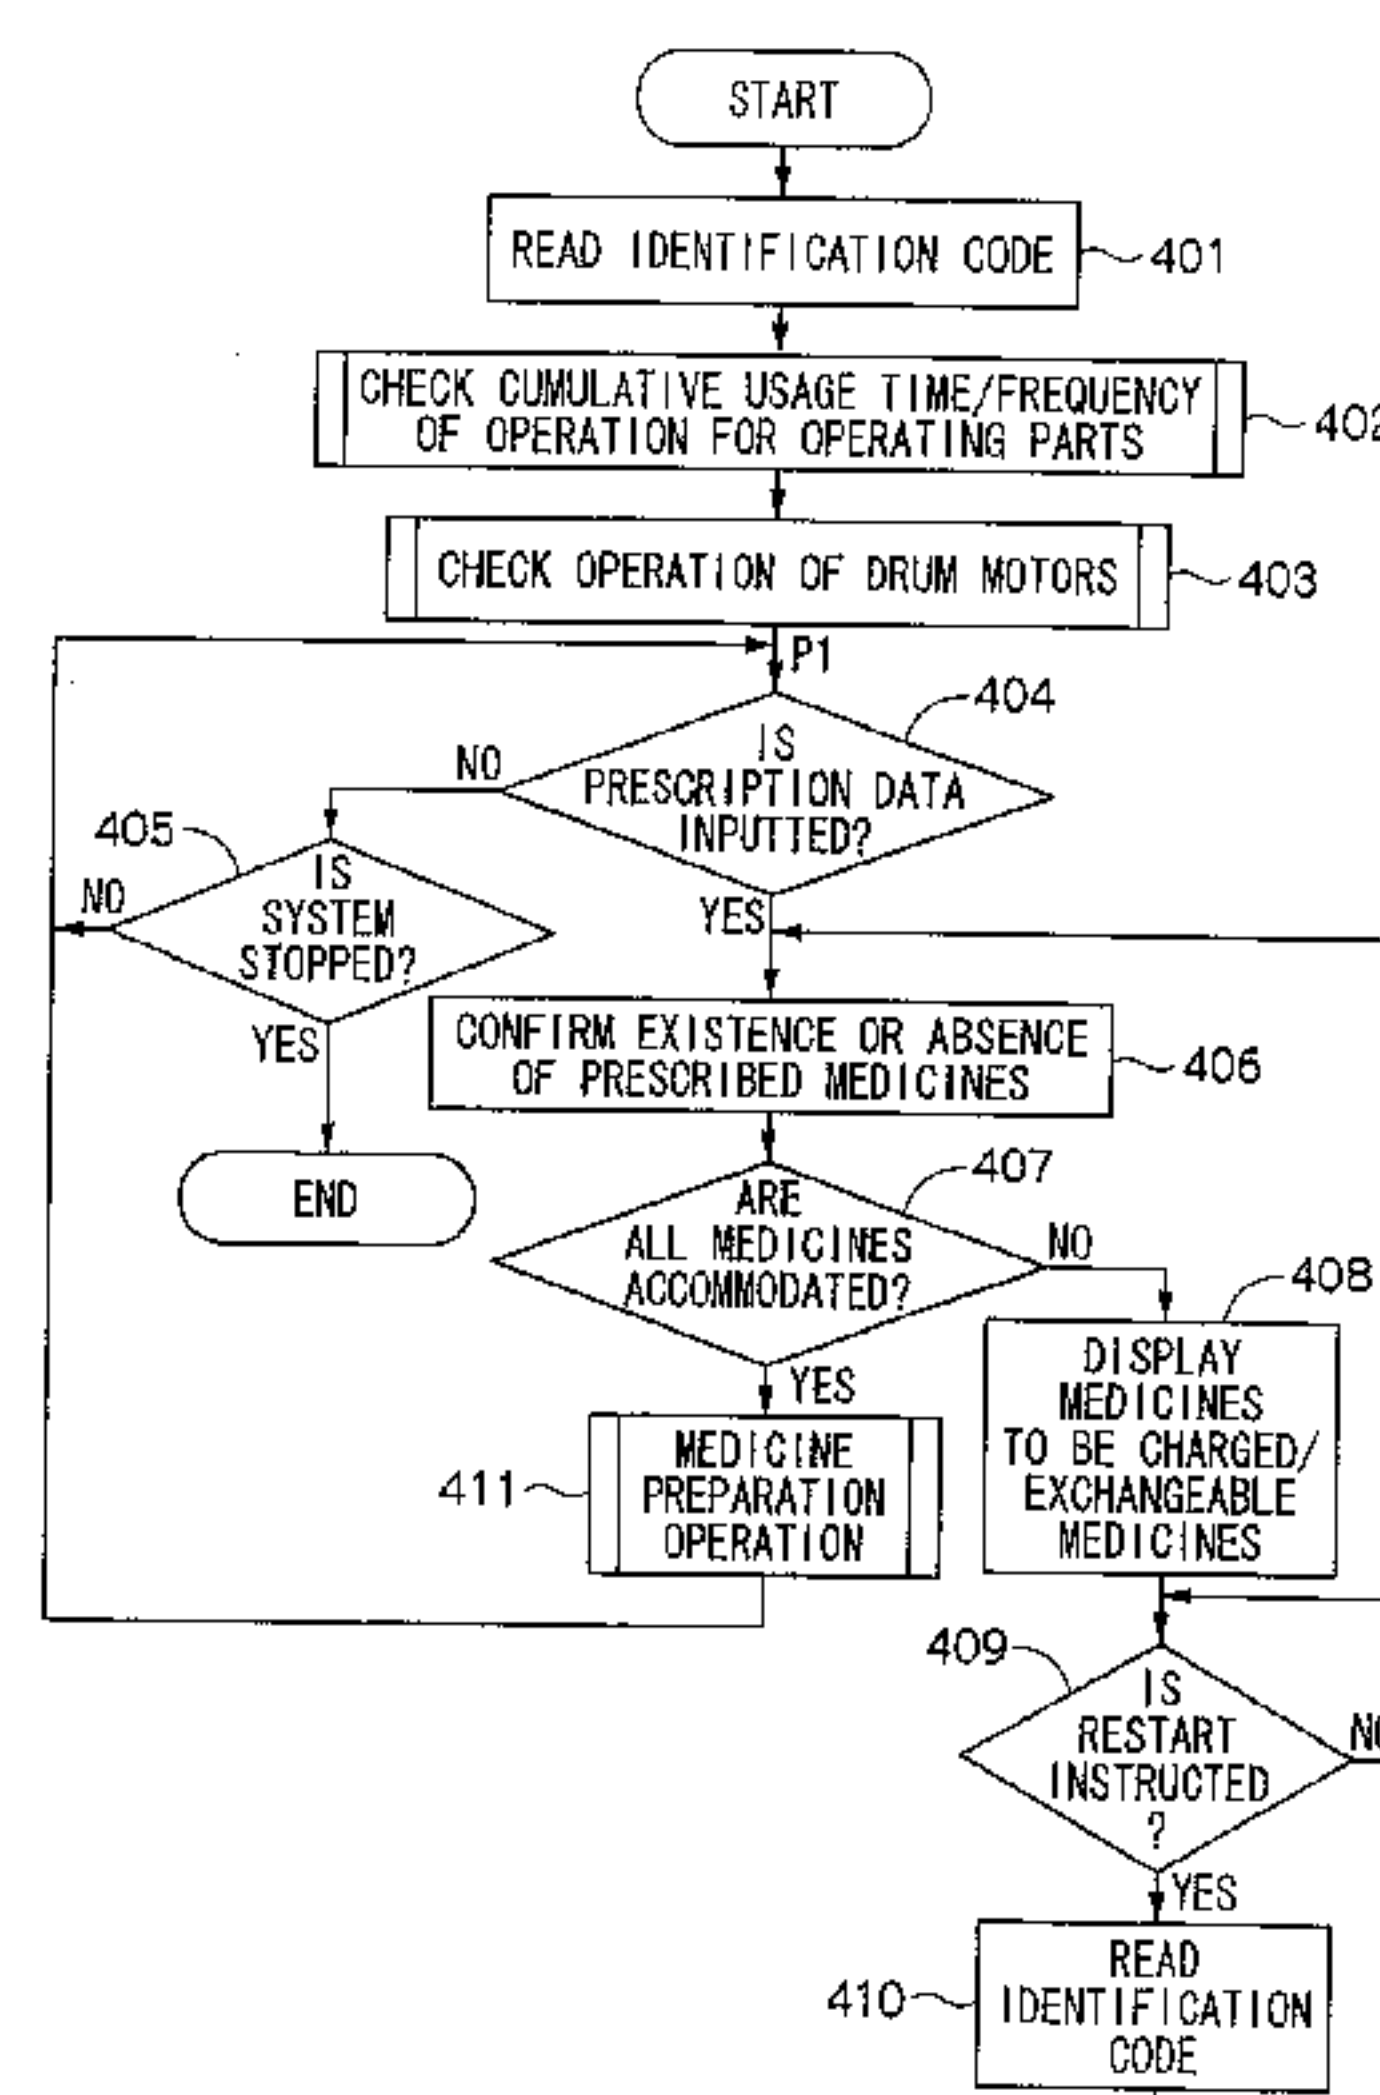 START
READ IDENTIFICATION CODE
401
CHECK CUMULATIVE USAGE TIME/FREQUENCY
OF OPERATION FOR OPERATING PARTS
402
CHECK OPERATION OF DRUM MOTORS
403
P1
404
IS
PRESCRIPTION DATA
INPUTTED?
NO
YES
405
IS
SYSTEM
STOPPED?
NO
YES
END
CONFIRM EXISTENCE OR ABSENCE
OF PRESCRIBED MEDICINES
406
407
ARE
ALL MEDICINES
ACCOMMODATED?
NO
YES
408
DISPLAY
MEDICINES
TO BE CHARGED/
EXCHANGEABLE
MEDICINES
411
MEDICINE
PREPARATION
OPERATION
409
IS
RESTART
INSTRUCTED
?
NO
YES
410
READ
IDENTIFICATION
CODE